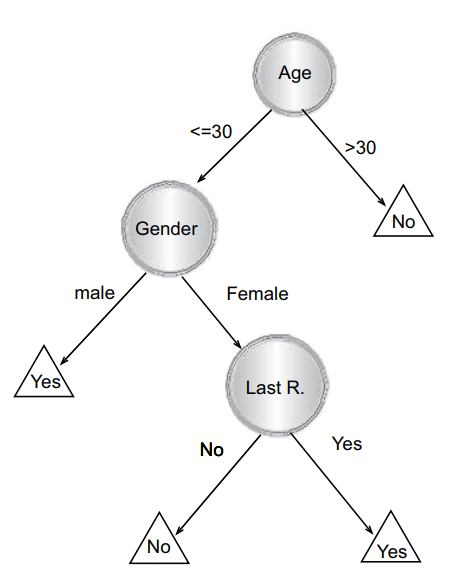 Age
<=30
>30
No
Gender
male
Female
Yes
Last R.
No
Yes
No
Yes